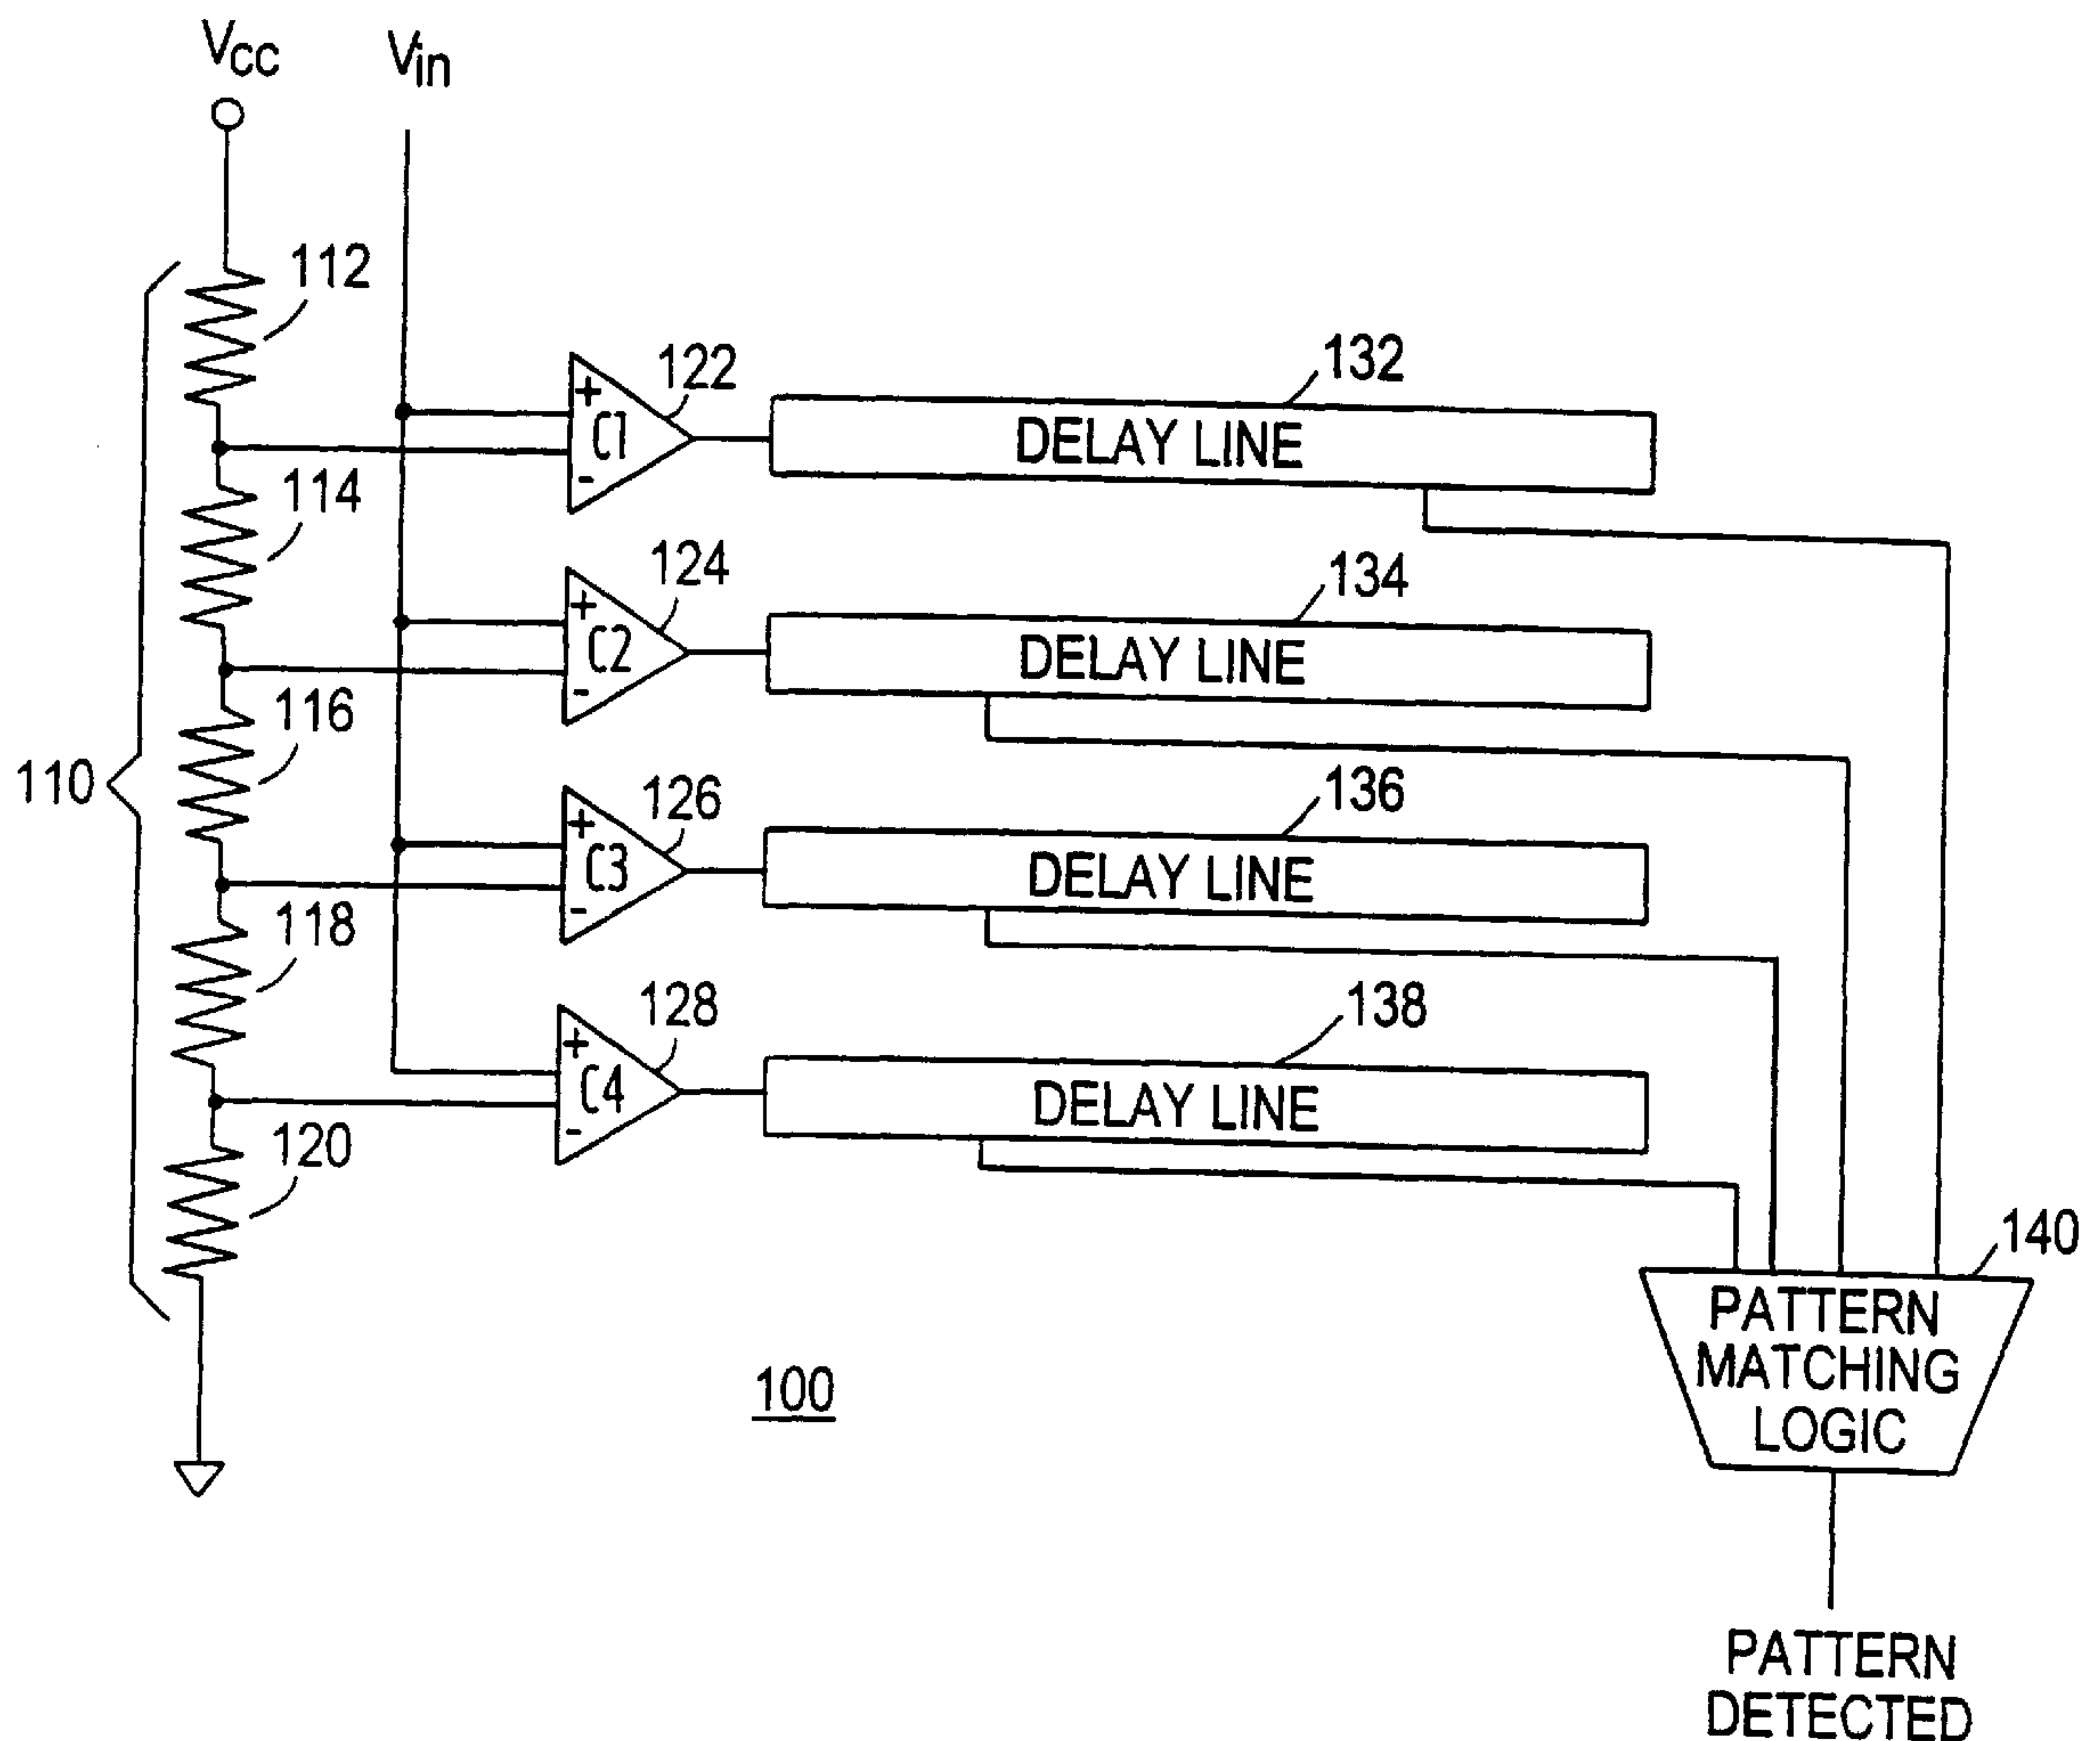 Vcc
Vin
112
122
132
C1
DELAY LINE
114
124
134
C2
DELAY LINE
116
110
126
136
C3
DELAY LINE
118
128
138
C4
DELAY LINE
120
140
PATTERN
MATCHING
LOGIC
100
PATTERN
DETECTED